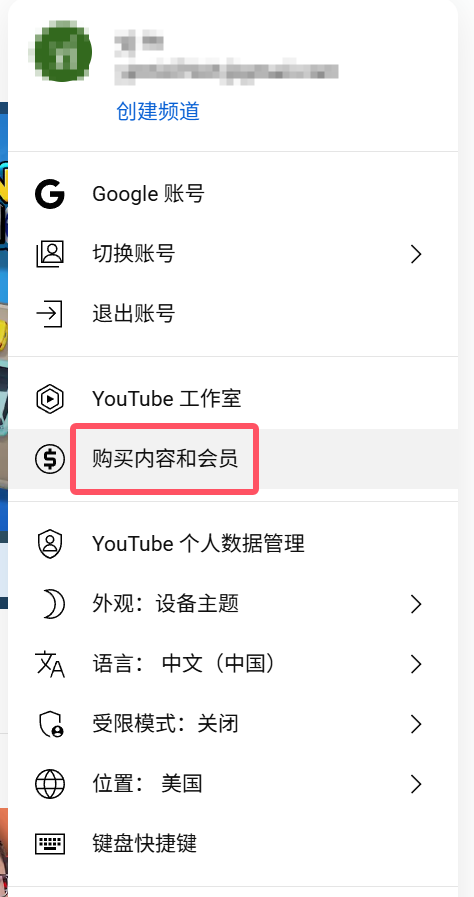 创建频道
Google 账号
切换账号
退出账号
YouTube 工作室
购买内容和会员
YouTube 个人数据管理
外观：设备主题
语言： 中文（中国）
受限模式：关闭
位置： 美国
键盘快捷键